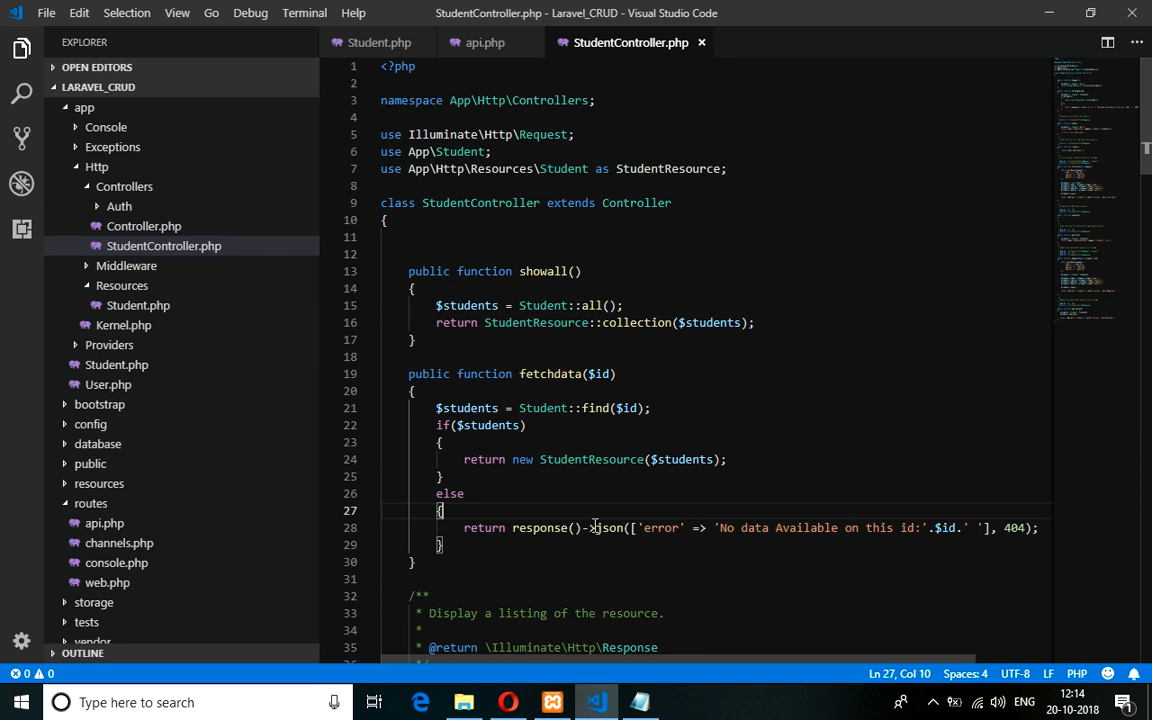 File Edit Selection View Go Debug Terminal Help
StudentController.php - Laravel_CRUD - Visual Studio Code
EXPLORER
OPEN EDITORS
LARAVEL_CRUD
app
Console
Exceptions
Http
Controllers
Auth
Controller.php
StudentController.php
Middleware
Resources
Student.php
Kernel.php
Providers
Student.php
User.php
bootstrap
config
database
public
resources
routes
api.php
channels.php
console.php
web.php
storage
tests
vendor
OUTLINE
Student.php api.php StudentController.php
1 <?php
2
3 namespace App\Http\Controllers;
4
5 use Illuminate\Http\Request;
6 use App\Student;
7 use App\Http\Resources\Student as StudentResource;
8
9 class StudentController extends Controller
10 {
11
12
13 public function showall()
14 {
15 $students = Student::all();
16 return StudentResource::collection($students);
17 }
18
19 public function fetchdata($id)
20 {
21 $students = Student::find($id);
22 if($students)
23 {
24 return new StudentResource($students);
25 }
26 else
27 {
28 return response()->json(['error' => 'No data Available on this id:'.$id.' '], 404);
29 }
30 }
31
32 /**
33 * Display a listing of the resource.
34 *
35 * @return \Illuminate\Http\Response
36 */
0 0
Ln 27, Col 10 Spaces: 4 UTF-8 LF PHP
Type here to search
ENG
12:14
20-10-2018
1